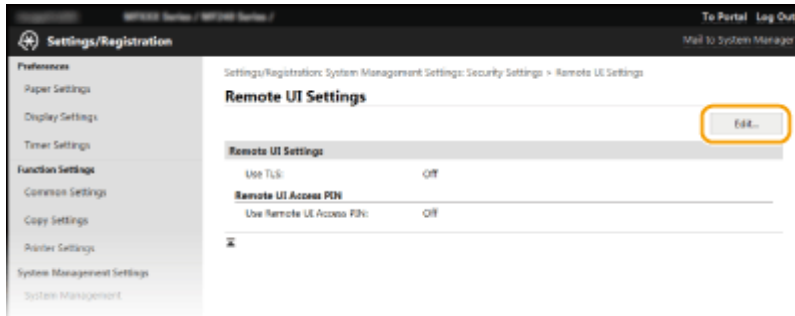 To Portal Log Out
Settings/Registration
Mail to System Manager
Preferences
Paper Settings
Display Settings
Timer Settings
Function Settings
Common Settings
Copy Settings
Printer Settings
System Management Settings
System Management
Settings/Registration: System Management Settings: Security Settings > Remote UI Settings
Remote UI Settings
Edit...
Remote UI Settings
Use TLS: Off
Remote UI Access PIN
Use Remote UI Access PIN: Off